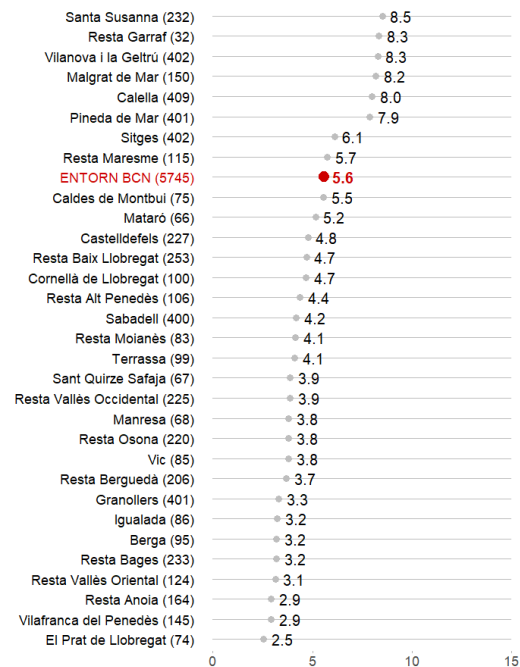 Santa Susanna (232) 8.5
Resta Garraf (32) 8.3
Vilanova i la Geltrú (402) 8.3
Malgrat de Mar (150) 8.2
Calella (409) 8.0
Pineda de Mar (401) 7.9
Sitges (402) 6.1
Resta Maresme (115) 5.7
ENTORN BCN (5745) 5.6
Caldes de Montbui (75) 5.5
Mataró (66) 5.2
Castelldefels (227) 4.8
Resta Baix Llobregat (253) 4.7
Cornellà de Llobregat (100) 4.7
Resta Alt Penedès (106) 4.4
Sabadell (400) 4.2
Resta Moianès (83) 4.1
Terrassa (99) 4.1
Sant Quirze Safaja (67) 3.9
Resta Vallès Occidental (225) 3.9
Manresa (68) 3.8
Resta Osona (220) 3.8
Vic (85) 3.8
Resta Berguedà (206) 3.7
Granollers (401) 3.3
Igualada (86) 3.2
Berga (95) 3.2
Resta Bages (233) 3.2
Resta Vallès Oriental (124) 3.1
Resta Anoia (164) 2.9
Vilafranca del Penedès (145) 2.9
El Prat de Llobregat (74) 2.5
0 5 10 15